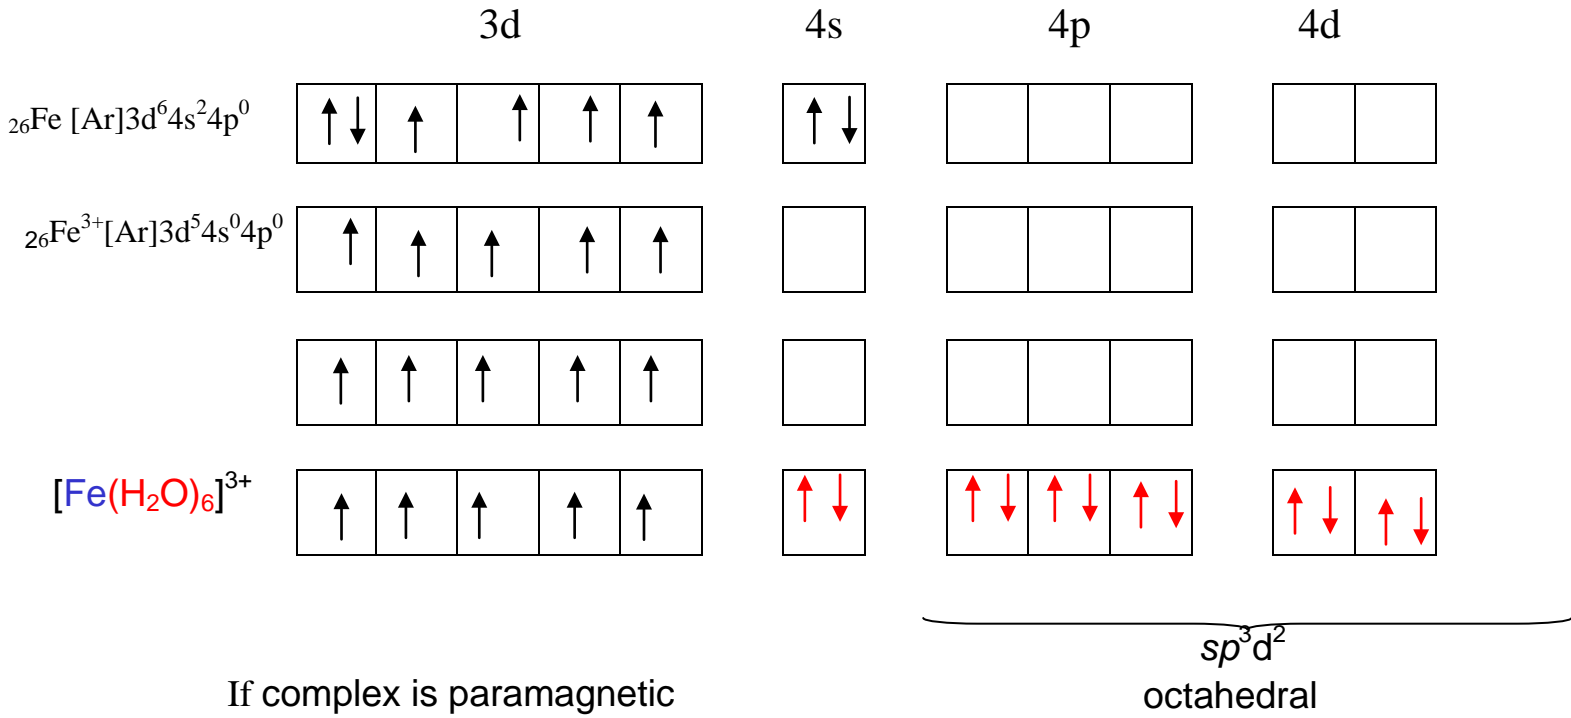 3d 4s 4p 4d
₂₆Fe [Ar]3d⁶4s²4p⁰
₂₆Fe³⁺[Ar]3d⁵4s⁰4p⁰
[Fe(H₂O)₆]³⁺
sp³d²
If complex is paramagnetic octahedral